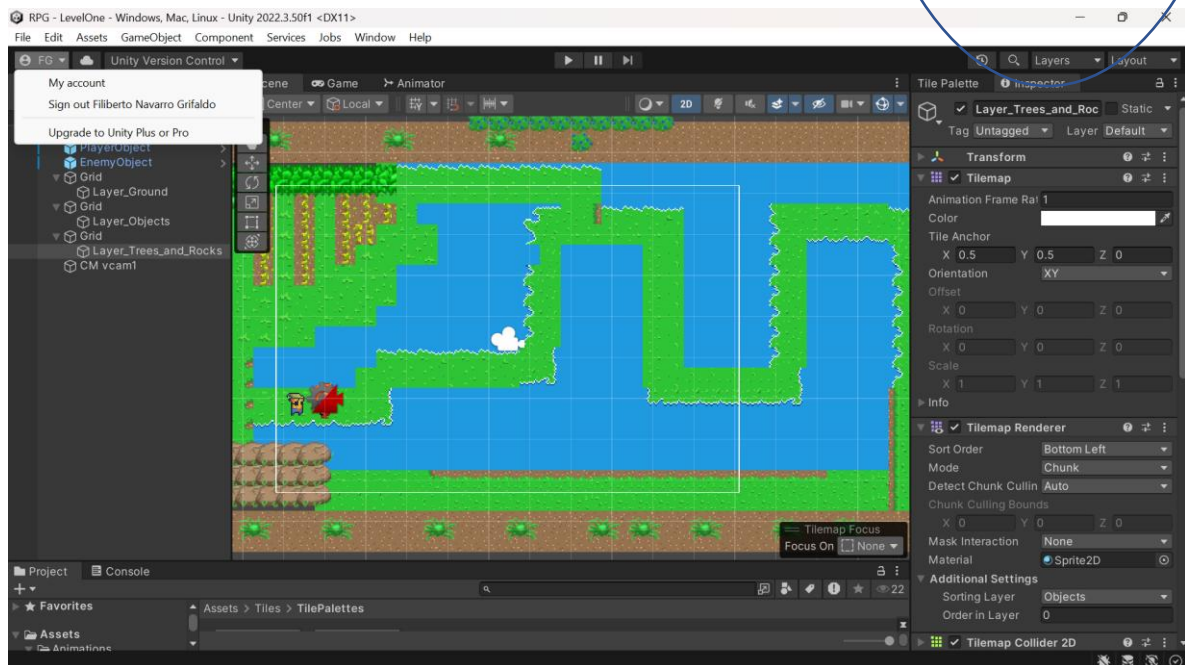 RPG - LevelOne - Windows, Mac, Linux - Unity 2022.3.50f1 <DX11>
File Edit Assets GameObject Component Services Jobs Window Help
FG Unity Version Control Layers Layout
My account
Sign out Filiberto Navarro Grifaldo
Upgrade to Unity Plus or Pro
PlayerObject
EnemyObject
Grid
Layer_Ground
Grid
Layer_Objects
Grid
Layer_Trees_and_Rocks
CM vcam1
cene Game Animator
Center Local 2D
Tilemap Focus
Focus On None
Tile Palette Inspector
Layer_Trees_and_Roc Static
Tag Untagged Layer Default
Transform
Tilemap
Animation Frame Rat 1
Color
Tile Anchor
X 0.5 Y 0.5 Z 0
Orientation XY
Offset
X 0 Y 0 Z 0
Rotation
X 0 Y 0 Z 0
Scale
X 1 Y 1 Z 1
Info
Tilemap Renderer
Sort Order Bottom Left
Mode Chunk
Detect Chunk Cullin Auto
Chunk Culling Bounds
X 0 Y 0 Z 0
Mask Interaction None
Material Sprite2D
Additional Settings
Sorting Layer Objects
Order in Layer 0
Tilemap Collider 2D
Project Console
22
Favorites
Assets
Animations
Assets > Tiles > TilePalettes